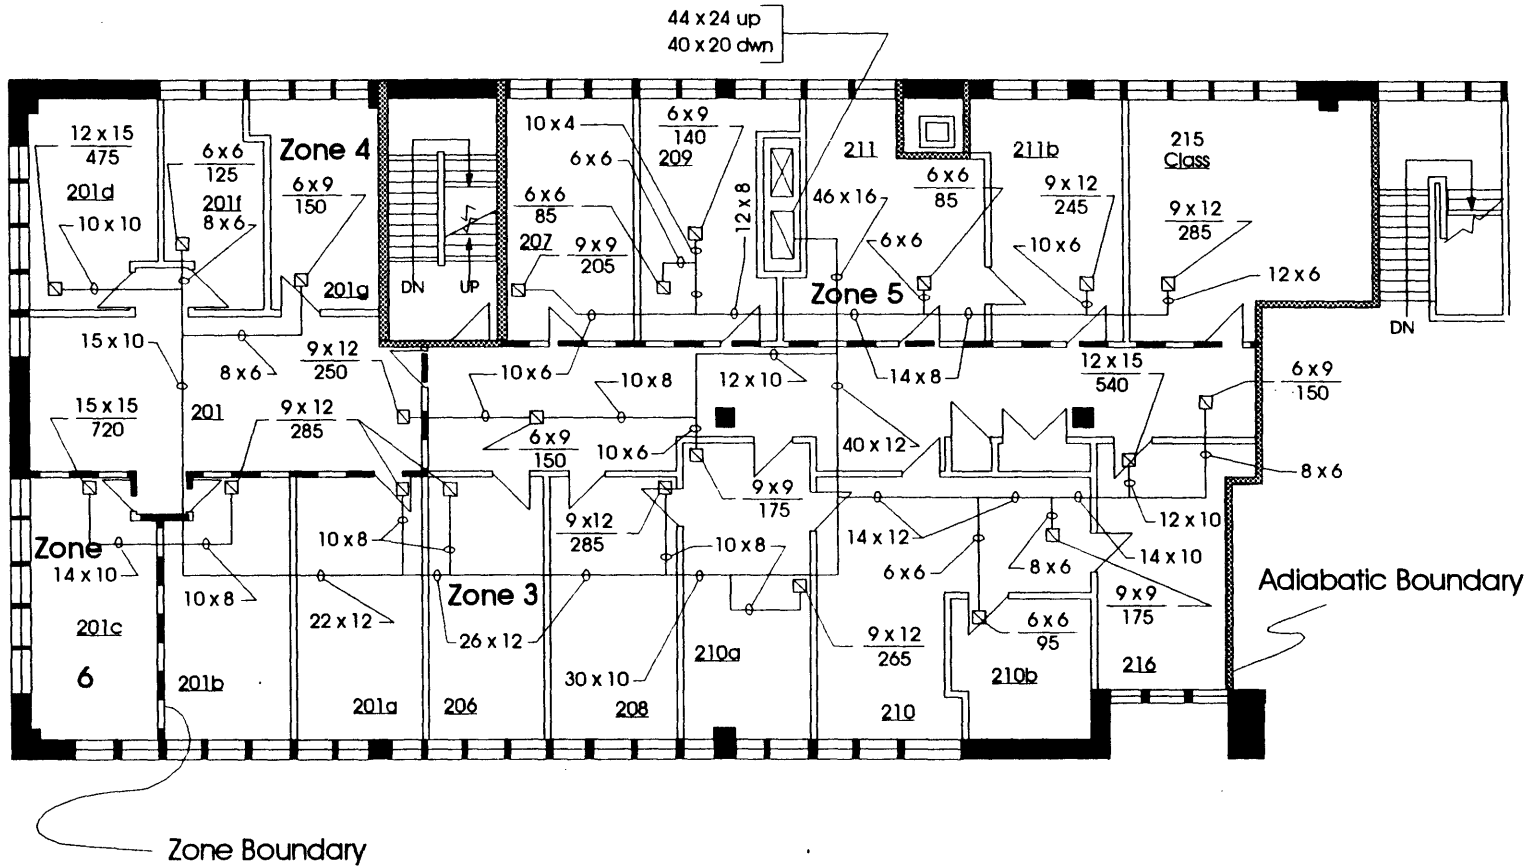 44 x 24 up
40 x 20 dwn
12 x 15
475
201d
10 x 10
6 x 6
125
201f
8 x 6
Zone 4
6 x 9
150
201g
DN
UP
10 x 4
6 x 6
6 x 6
85
207
9 x 9
205
6 x 9
140
209
12 x 8
46 x 16
211
6 x 6
85
6 x 6
Zone 5
211b
9 x 12
245
10 x 6
215
Class
9 x 12
285
12 x 6
DN
15 x 10
8 x 6
9 x 12
250
10 x 6
10 x 8
12 x 10
14 x 8
12 x 15
540
6 x 9
150
15 x 15
720
201
9 x 12
285
6 x 9
150
10 x 6
40 x 12
8 x 6
9 x 9
175
12 x 10
Zone
14 x 10
10 x 8
10 x 8
9 x 12
285
10 x 8
14 x 12
6 x 6
8 x 6
14 x 10
Zone 3
22 x 12
26 x 12
30 x 10
9 x 12
265
6 x 6
95
9 x 9
175
Adiabatic Boundary
201c
6
201b
201a
206
208
210a
210
210b
216
Zone Boundary